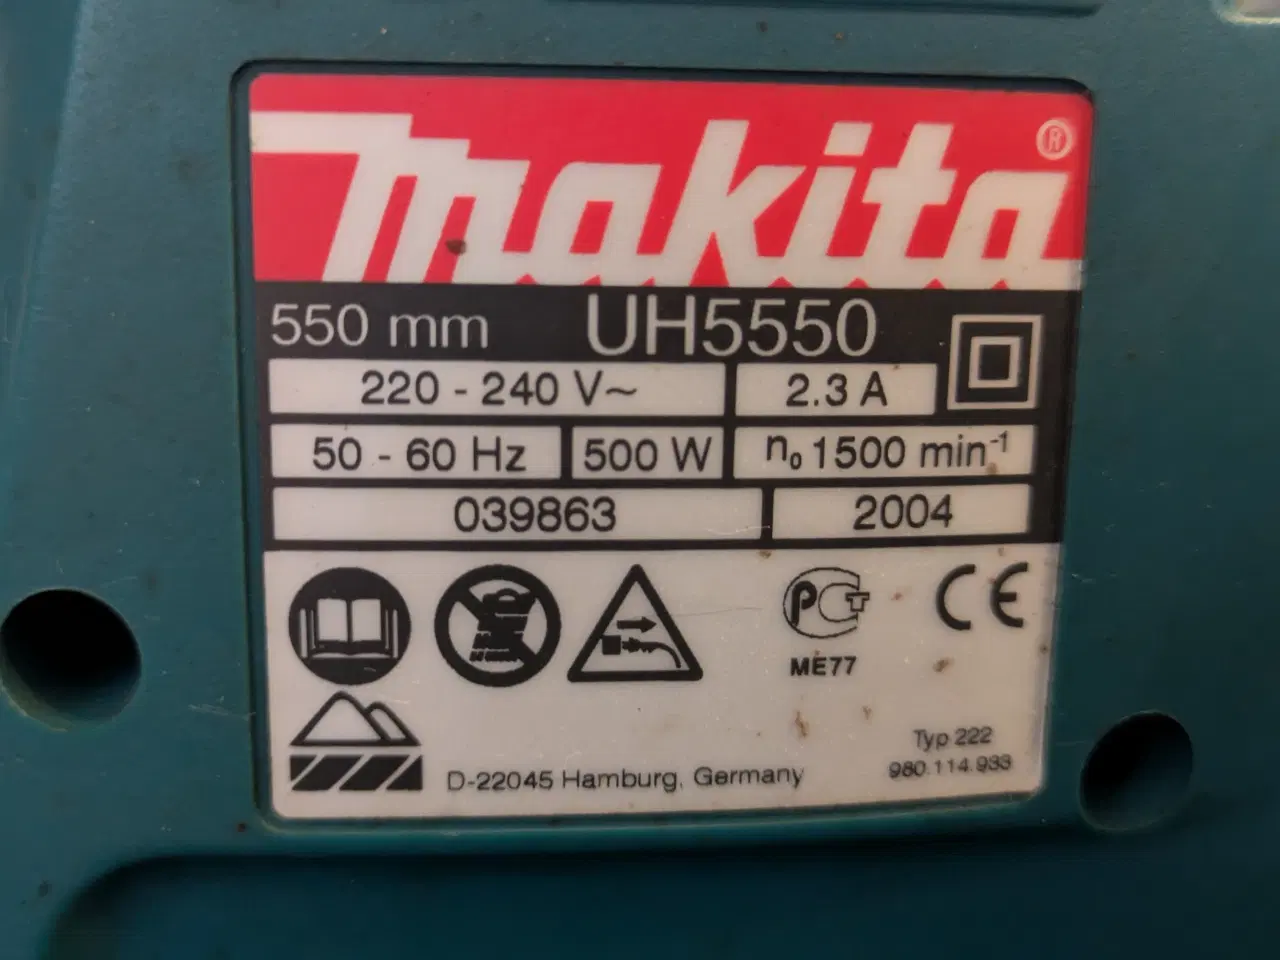 makita®
550 mm UH5550
220 - 240 V~ 2.3 A
50 - 60 Hz 500 W n₀ 1500 min⁻¹
039863 2004
PCT CE
ME77
Typ 222
D-22045 Hamburg, Germany 980.114.933